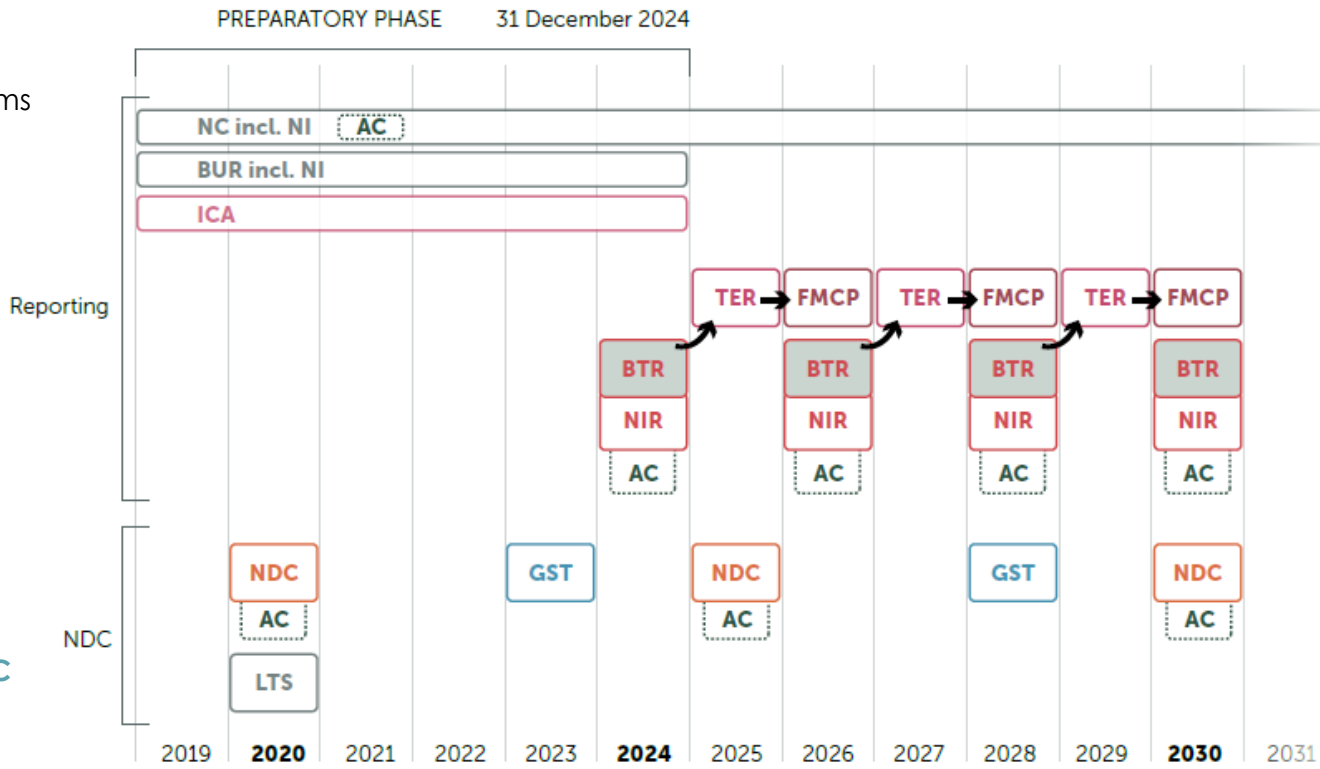 PREPARATORY PHASE 31 December 2024
ms
NC incl. NI AC
BUR incl. NI
ICA
Reporting
TER FMCP TER FMCP TER FMCP
BTR BTR BTR BTR
NIR NIR NIR NIR
AC AC AC AC
NDC GST NDC GST NDC
AC AC AC
NDC
C
LTS
2019 2020 2021 2022 2023 2024 2025 2026 2027 2028 2029 2030 2031